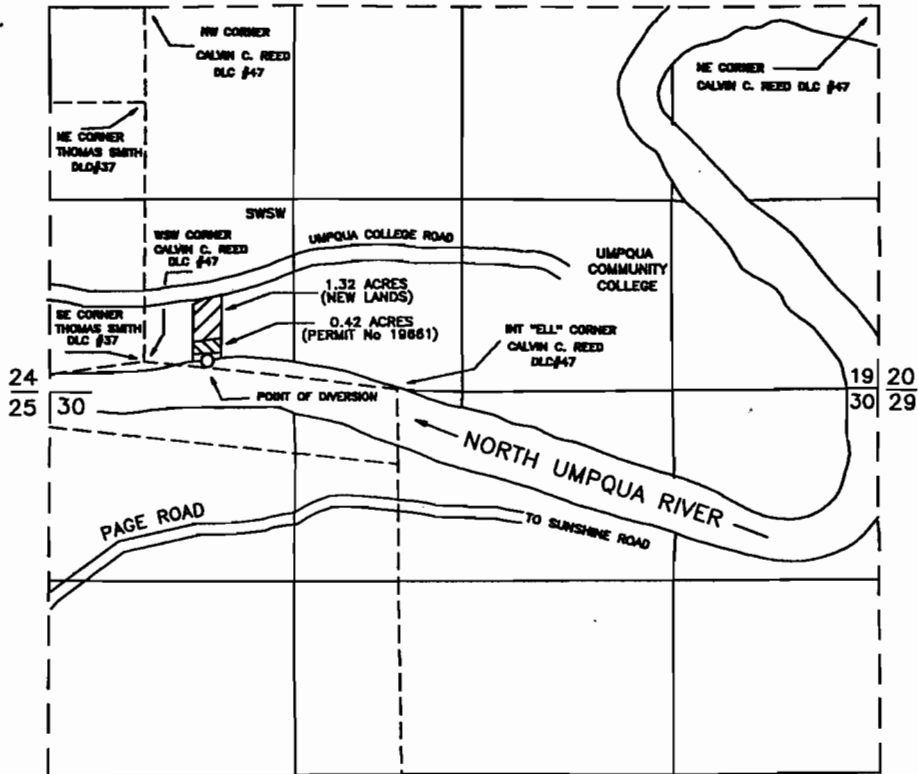 NW CORNER
CALVIN C. REED
DLC #47
NE CORNER
CALVIN C. REED DLC #47
NE CORNER
THOMAS SMITH
DLC#37
SWSW
WSW CORNER
CALVIN C. REED
DLC #47
UMPQUA COLLEGE ROAD
UMPQUA
COMMUNITY
COLLEGE
1.32 ACRES
(NEW LANDS)
0.42 ACRES
(PERMIT No 19661)
SE CORNER
THOMAS SMITH
DLC #37
INT "ELL" CORNER
CALVIN C. REED
DLC#47
24
25
30
19
30
20
29
POINT OF DIVERSION
NORTH UMPQUA RIVER
PAGE ROAD
TO SUNSHINE ROAD